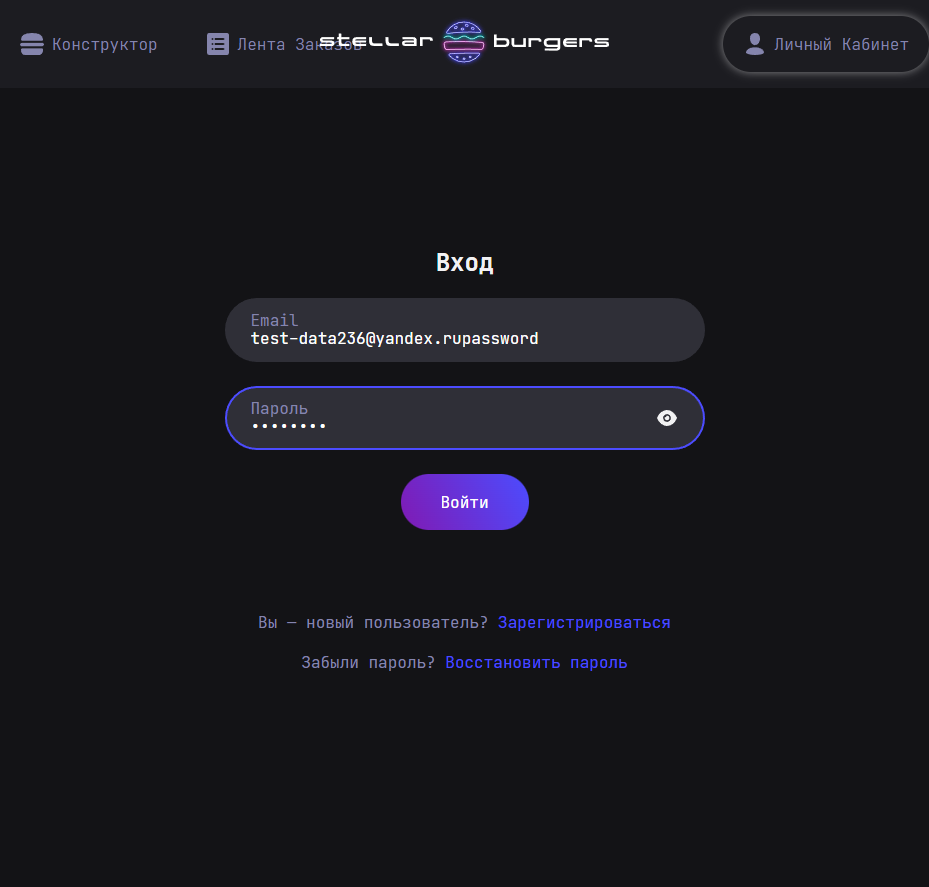 Конструктор
Лента Заказов
stellar burgers
Личный Кабинет
Вход
Email
test-data236@yandex.rupassword
Пароль
••••••••
Войти
Вы — новый пользователь? Зарегистрироваться
Забыли пароль? Восстановить пароль